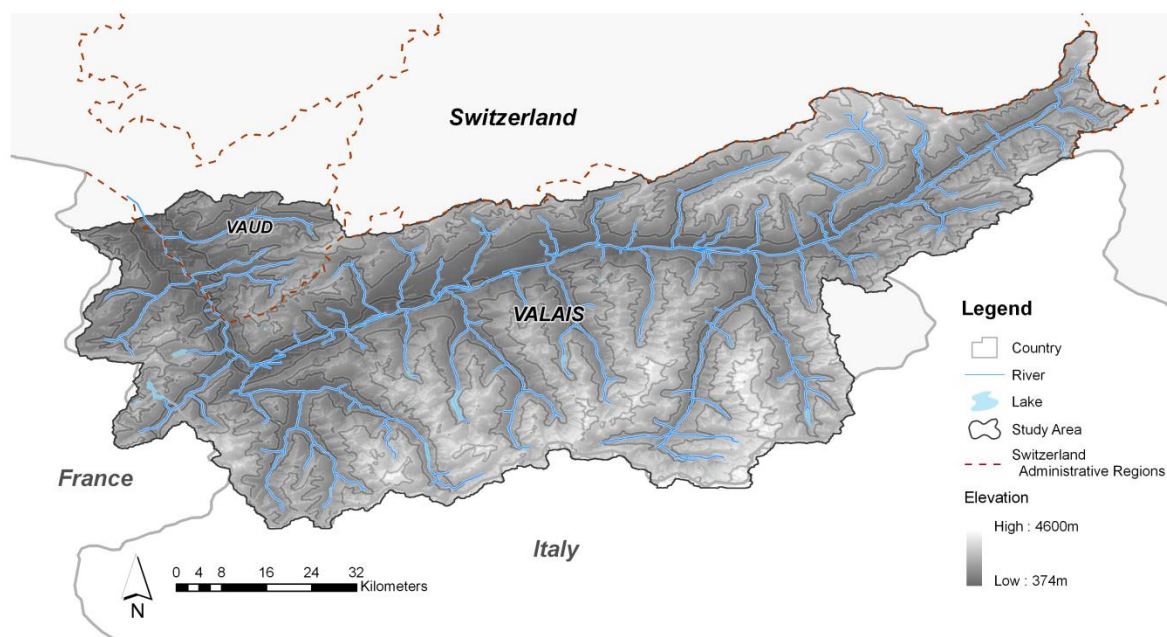 Switzerland
VAUD
VALAIS
France
Italy
N
0 4 8 16 24 32
Kilometers
Legend
Country
River
Lake
Study Area
Switzerland
Administrative Regions
Elevation
High : 4600m
Low : 374m